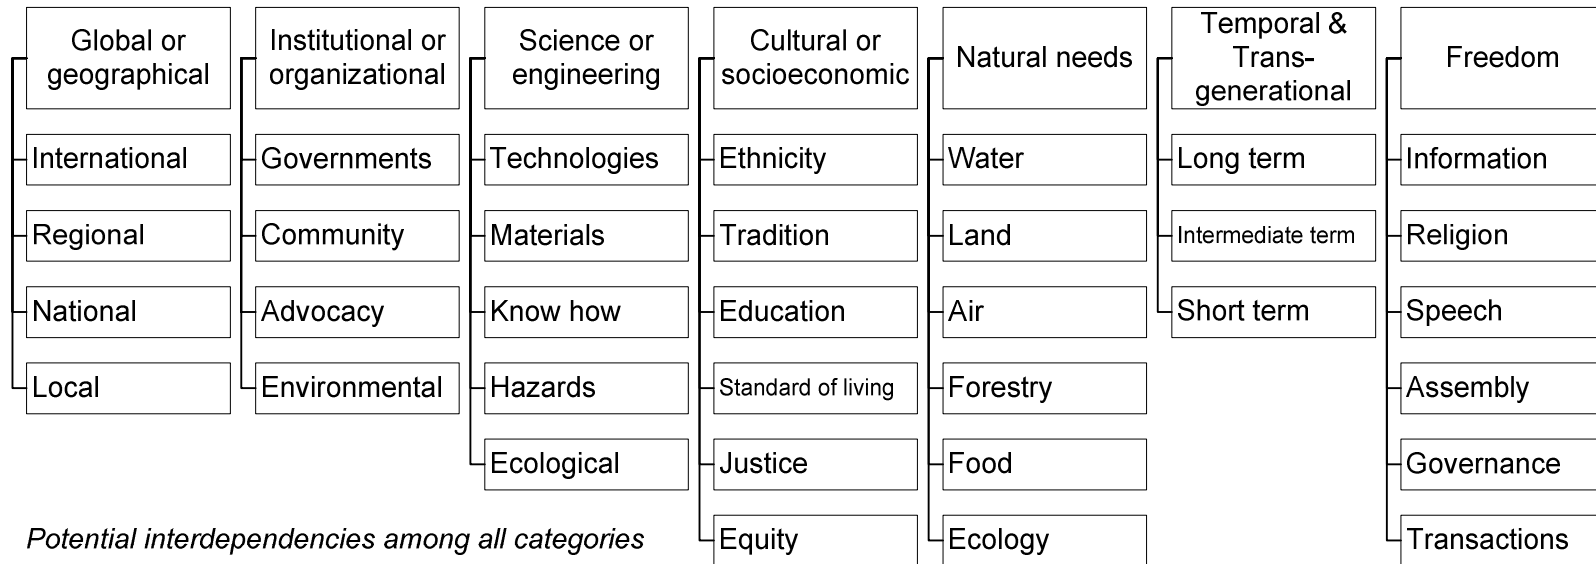 Global or
geographical
International
Regional
National
Local
Institutional or
organizational
Governments
Community
Advocacy
Environmental
Science or
engineering
Technologies
Materials
Know how
Hazards
Ecological
Cultural or
socioeconomic
Ethnicity
Tradition
Education
Standard of living
Justice
Equity
Natural needs
Water
Land
Air
Forestry
Food
Ecology
Temporal &
Trans-
generational
Long term
Intermediate term
Short term
Freedom
Information
Religion
Speech
Assembly
Governance
Transactions
Potential interdependencies among all categories